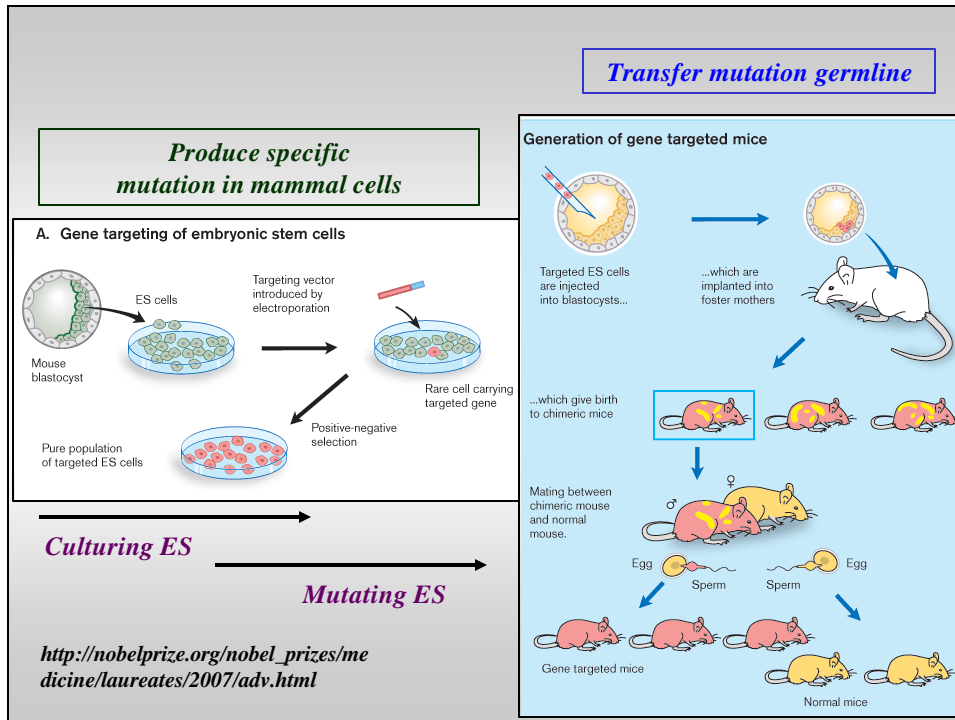 Transfer mutation germline
Produce specific
mutation in mammal cells
A. Gene targeting of embryonic stem cells
ES cells
Targeting vector
introduced by
electroporation
Mouse
blastocyst
Rare cell carrying
targeted gene
Positive-negative
selection
Pure population
of targeted ES cells
Culturing ES
Mutating ES
http://nobelprize.org/nobel_prizes/me
dicine/laureates/2007/adv.html
Generation of gene targeted mice
Targeted ES cells
are injected
into blastocysts...
...which are
implanted into
foster mothers
...which give birth
to chimeric mice
Mating between
chimeric mouse
and normal
mouse.
♂
♀
Egg
Sperm
Sperm
Egg
Gene targeted mice
Normal mice